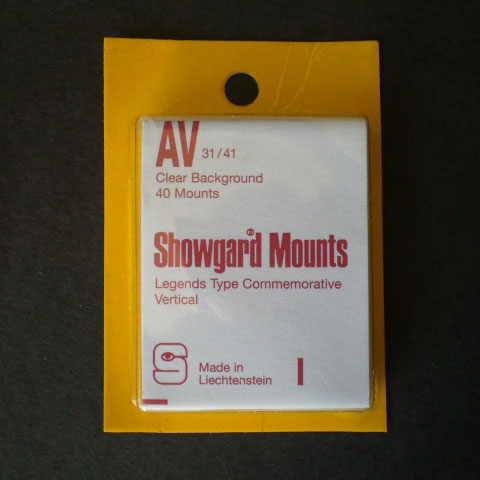 AV 31/41
Clear Background
40 Mounts
Showgard® Mounts
Legends Type Commemorative
Vertical
S
Made in
Liechtenstein